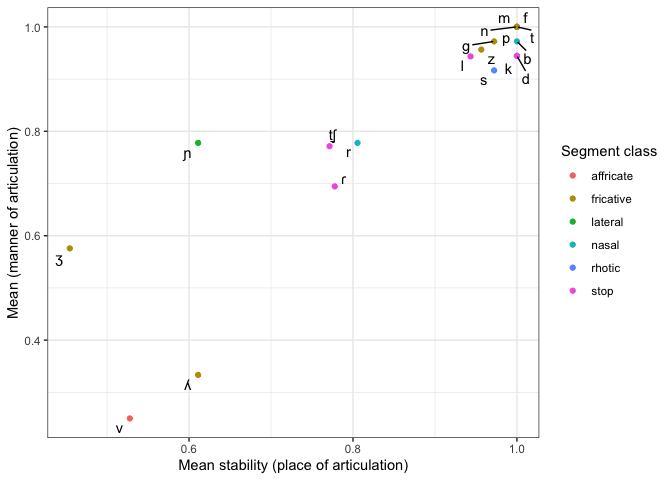 m f
n
p t
g
l z b
s k d
1.0
0.8
0.6
0.4
tʃ
r
ɾ
ɲ
ʒ
ʎ
v
0.6 0.8 1.0
Mean stability (place of articulation)
Mean (manner of articulation)
Segment class
affricate
fricative
lateral
nasal
rhotic
stop